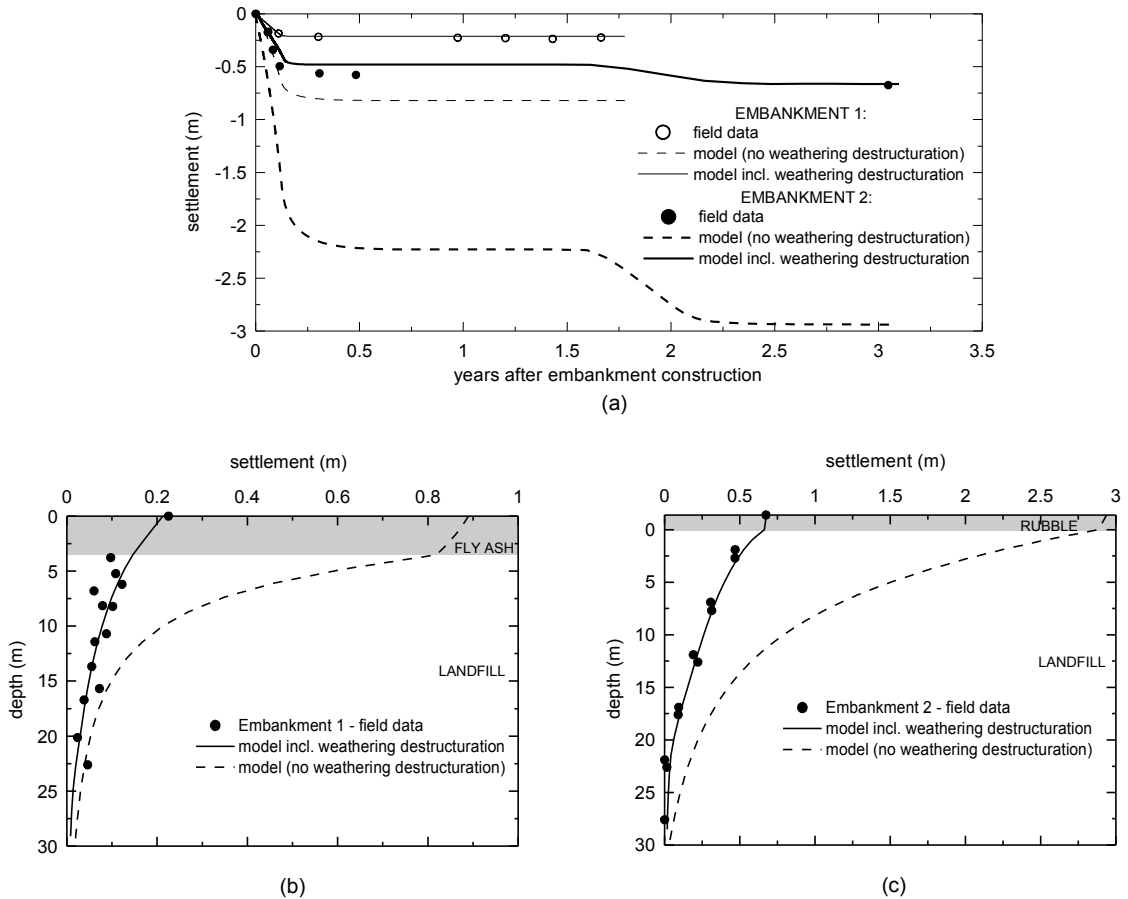 0
-0.5
-1
-1.5
-2
-2.5
-3
settlement (m)
EMBANKMENT 1:
field data
model (no weathering destructuration)
model incl. weathering destructuration
EMBANKMENT 2:
field data
model (no weathering destructuration)
model incl. weathering destructuration
0 0.5 1 1.5 2 2.5 3 3.5
years after embankment construction
(a)
settlement (m)
0 0.2 0.4 0.6 0.8 1
0
5
10
15
20
25
30
depth (m)
FLY ASH
LANDFILL
Embankment 1 - field data
model incl. weathering destructuration
model (no weathering destructuration)
(b)
settlement (m)
0 0.5 1 1.5 2 2.5 3
0
5
10
15
20
25
30
depth (m)
RUBBLE
LANDFILL
Embankment 2 - field data
model incl. weathering destructuration
model (no weathering destructuration)
(c)